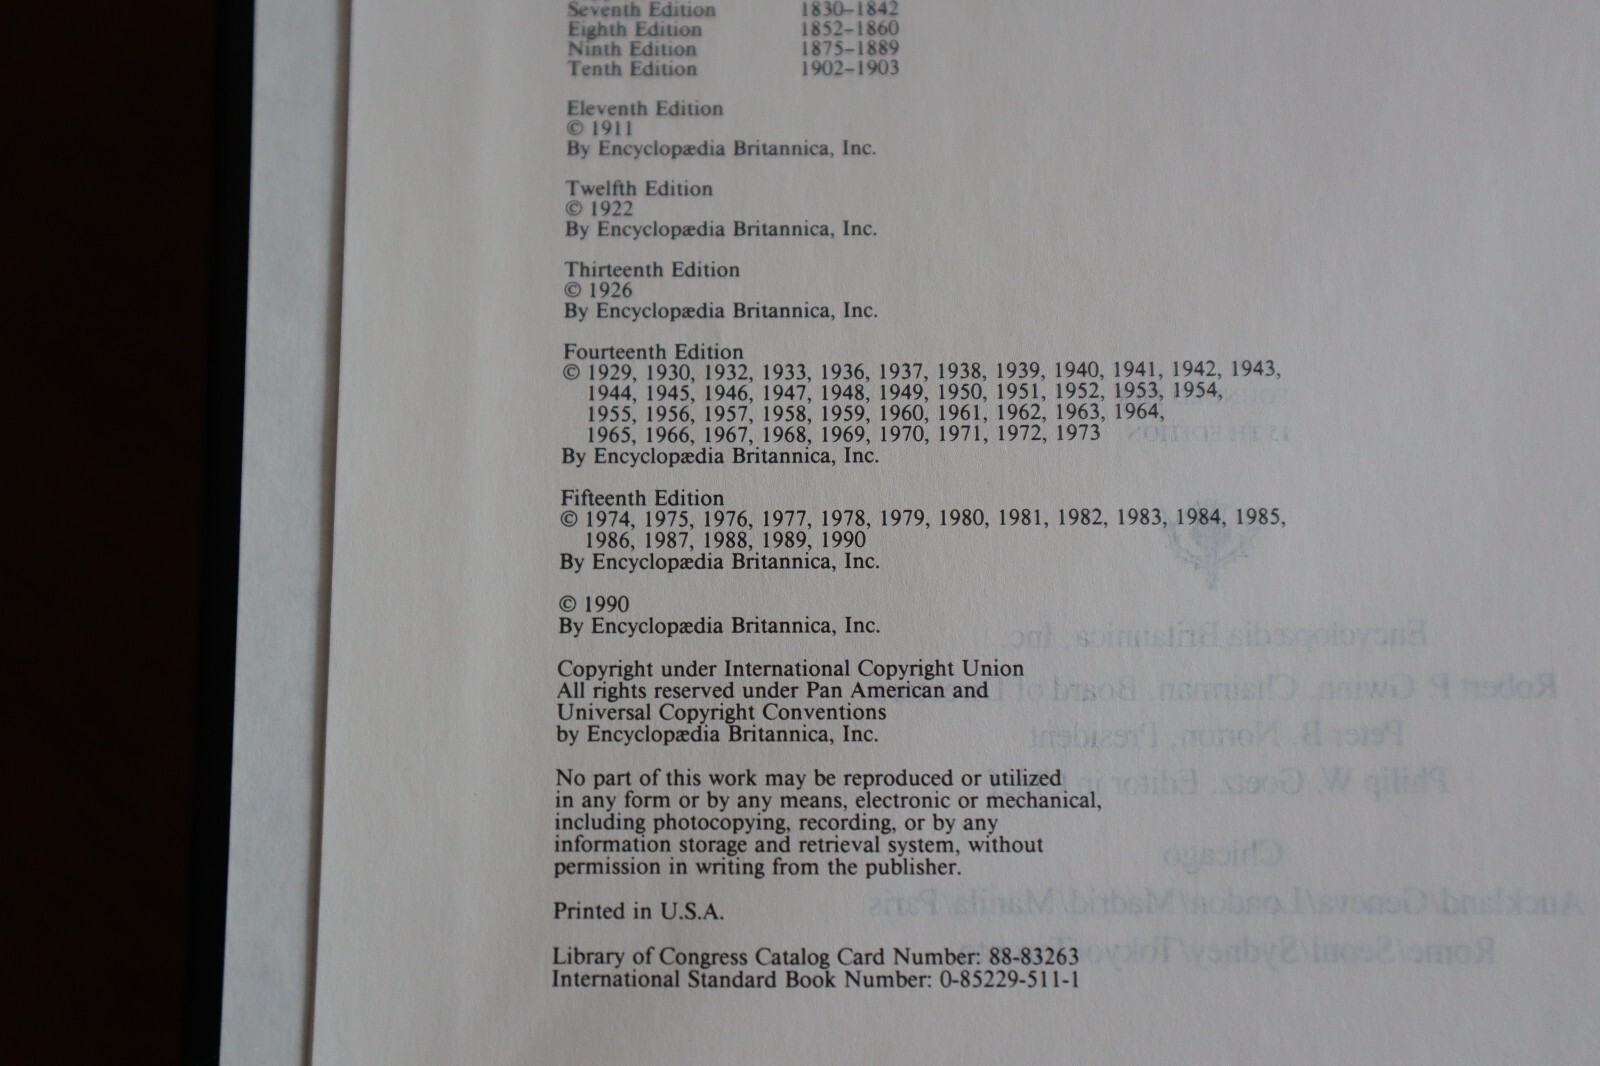 Seventh Edition 1830–1842
Eighth Edition 1852–1860
Ninth Edition 1875–1889
Tenth Edition 1902–1903
Eleventh Edition
© 1911
By Encyclopædia Britannica, Inc.
Twelfth Edition
© 1922
By Encyclopædia Britannica, Inc.
Thirteenth Edition
© 1926
By Encyclopædia Britannica, Inc.
Fourteenth Edition
© 1929, 1930, 1932, 1933, 1936, 1937, 1938, 1939, 1940, 1941, 1942, 1943,
1944, 1945, 1946, 1947, 1948, 1949, 1950, 1951, 1952, 1953, 1954,
1955, 1956, 1957, 1958, 1959, 1960, 1961, 1962, 1963, 1964,
1965, 1966, 1967, 1968, 1969, 1970, 1971, 1972, 1973
By Encyclopædia Britannica, Inc.
Fifteenth Edition
© 1974, 1975, 1976, 1977, 1978, 1979, 1980, 1981, 1982, 1983, 1984, 1985,
1986, 1987, 1988, 1989, 1990
By Encyclopædia Britannica, Inc.
© 1990
By Encyclopædia Britannica, Inc.
Copyright under International Copyright Union
All rights reserved under Pan American and
Universal Copyright Conventions
by Encyclopædia Britannica, Inc.
No part of this work may be reproduced or utilized
in any form or by any means, electronic or mechanical,
including photocopying, recording, or by any
information storage and retrieval system, without
permission in writing from the publisher.
Printed in U.S.A.
Library of Congress Catalog Card Number: 88-83263
International Standard Book Number: 0-85229-511-1